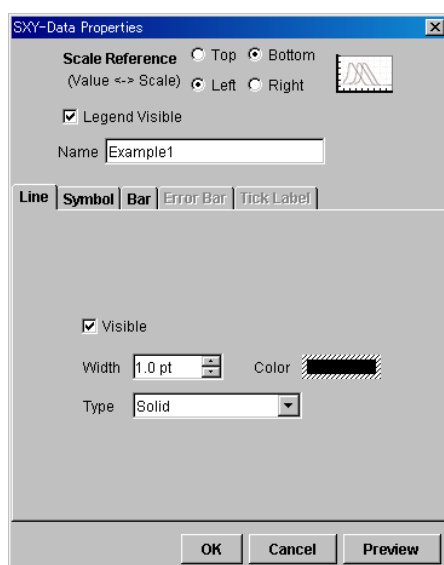 SXY-Data Properties
Scale Reference Top Bottom
(Value <-> Scale) Left Right
Legend Visible
Name Example1
Line Symbol Bar Error Bar Tick Label
Visible
Width 1.0 pt Color
Type Solid
OK Cancel Preview